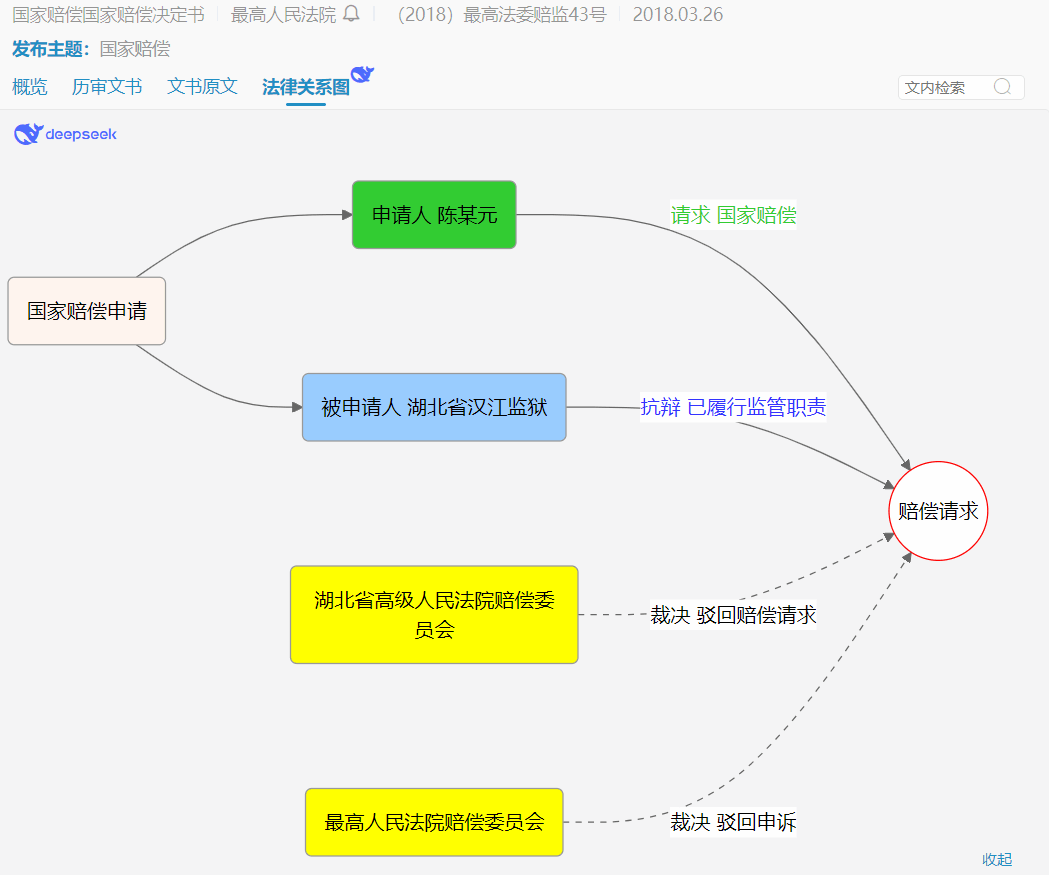 国家赔偿国家赔偿决定书 最高人民法院 （2018）最高法委赔监43号 2018.03.26
发布主题：国家赔偿
概览 历审文书 文书原文 法律关系图 文内检索
deepseek
申请人 陈某元 请求 国家赔偿
国家赔偿申请
被申请人 湖北省汉江监狱 抗辩 已履行监管职责
赔偿请求
湖北省高级人民法院赔偿委
员会
裁决 驳回赔偿请求
最高人民法院赔偿委员会 裁决 驳回申诉
收起